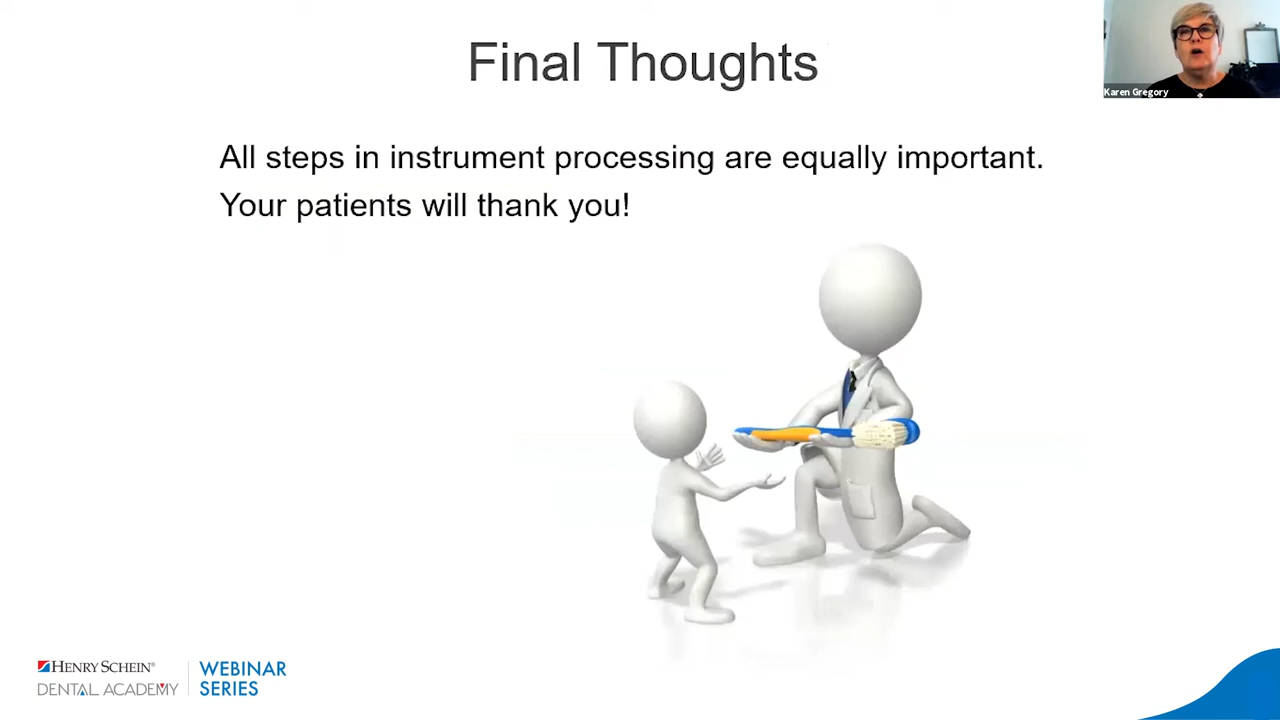 Final Thoughts
Karen Gregory
All steps in instrument processing are equally important.
Your patients will thank you!
HENRY SCHEIN®
DENTAL ACADEMY
WEBINAR
SERIES